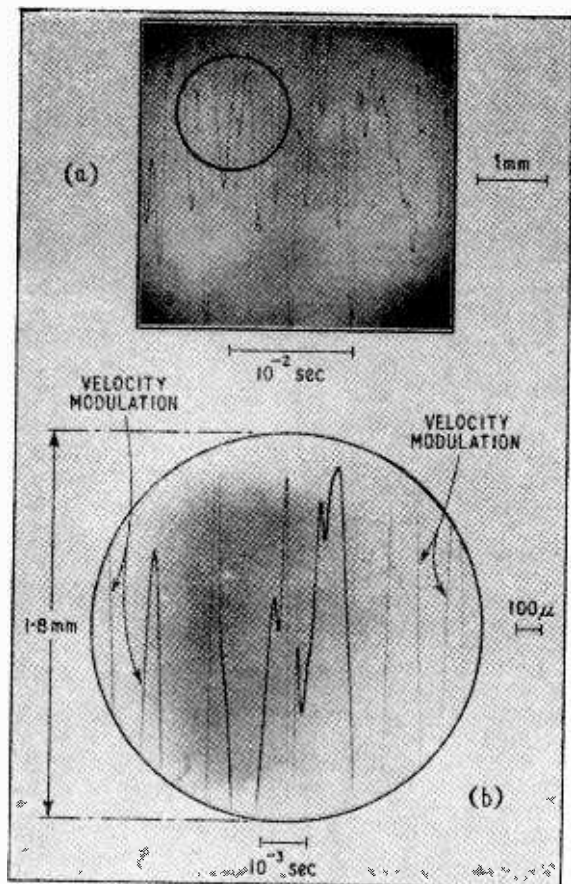 (a)
1mm
10⁻² sec
VELOCITY
MODULATION
VELOCITY
MODULATION
1·8mm
100μ
(b)
10⁻³ sec